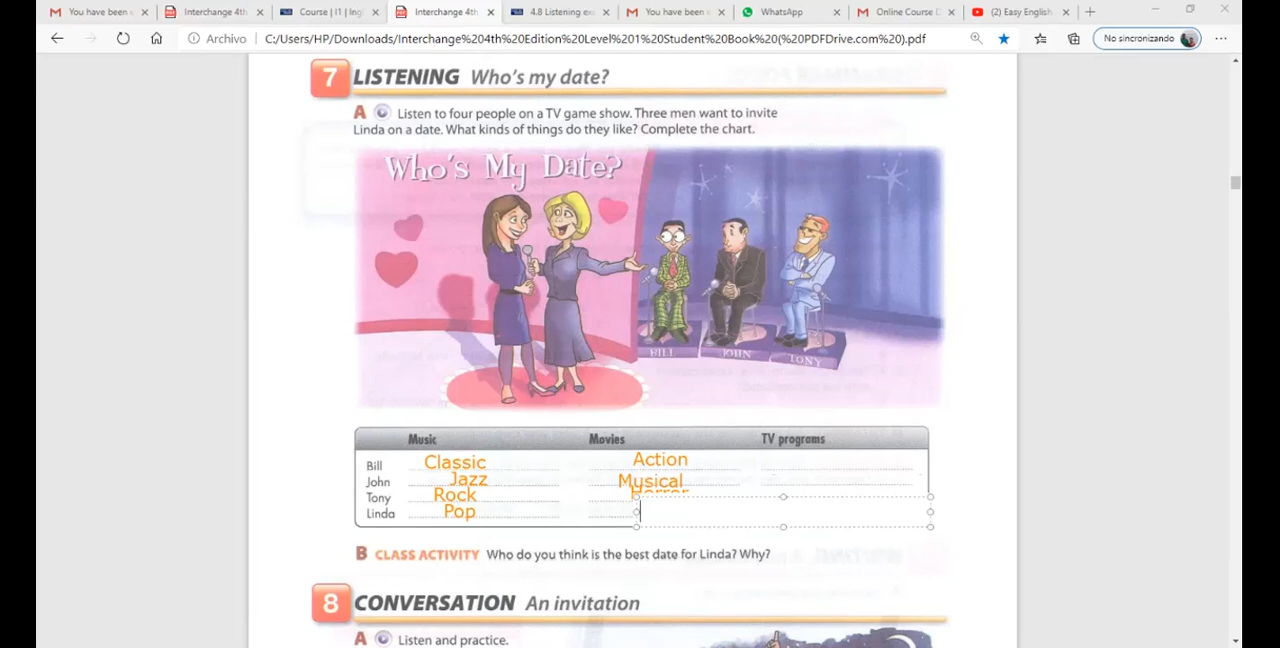 You have been
Interchange 4th
Course | I1 | Ingl
Interchange 4th
4.8 Listening ex
You have been
WhatsApp
Online Course
(2) Easy English
Archivo C:/Users/HP/Downloads/Interchange%204th%20Edition%20Level%201%20Student%20Book%20(%20PDFDrive.com%20).pdf
No sincronizando
7 LISTENING Who's my date?
A Listen to four people on a TV game show. Three men want to invite
Linda on a date. What kinds of things do they like? Complete the chart.
Who's My Date?
BILL JOHN TONY
Music Movies TV programs
Bill Classic Action
John Jazz Musical
Tony Rock Horror
Linda Pop
B CLASS ACTIVITY Who do you think is the best date for Linda? Why?
8 CONVERSATION An invitation
A Listen and practice.